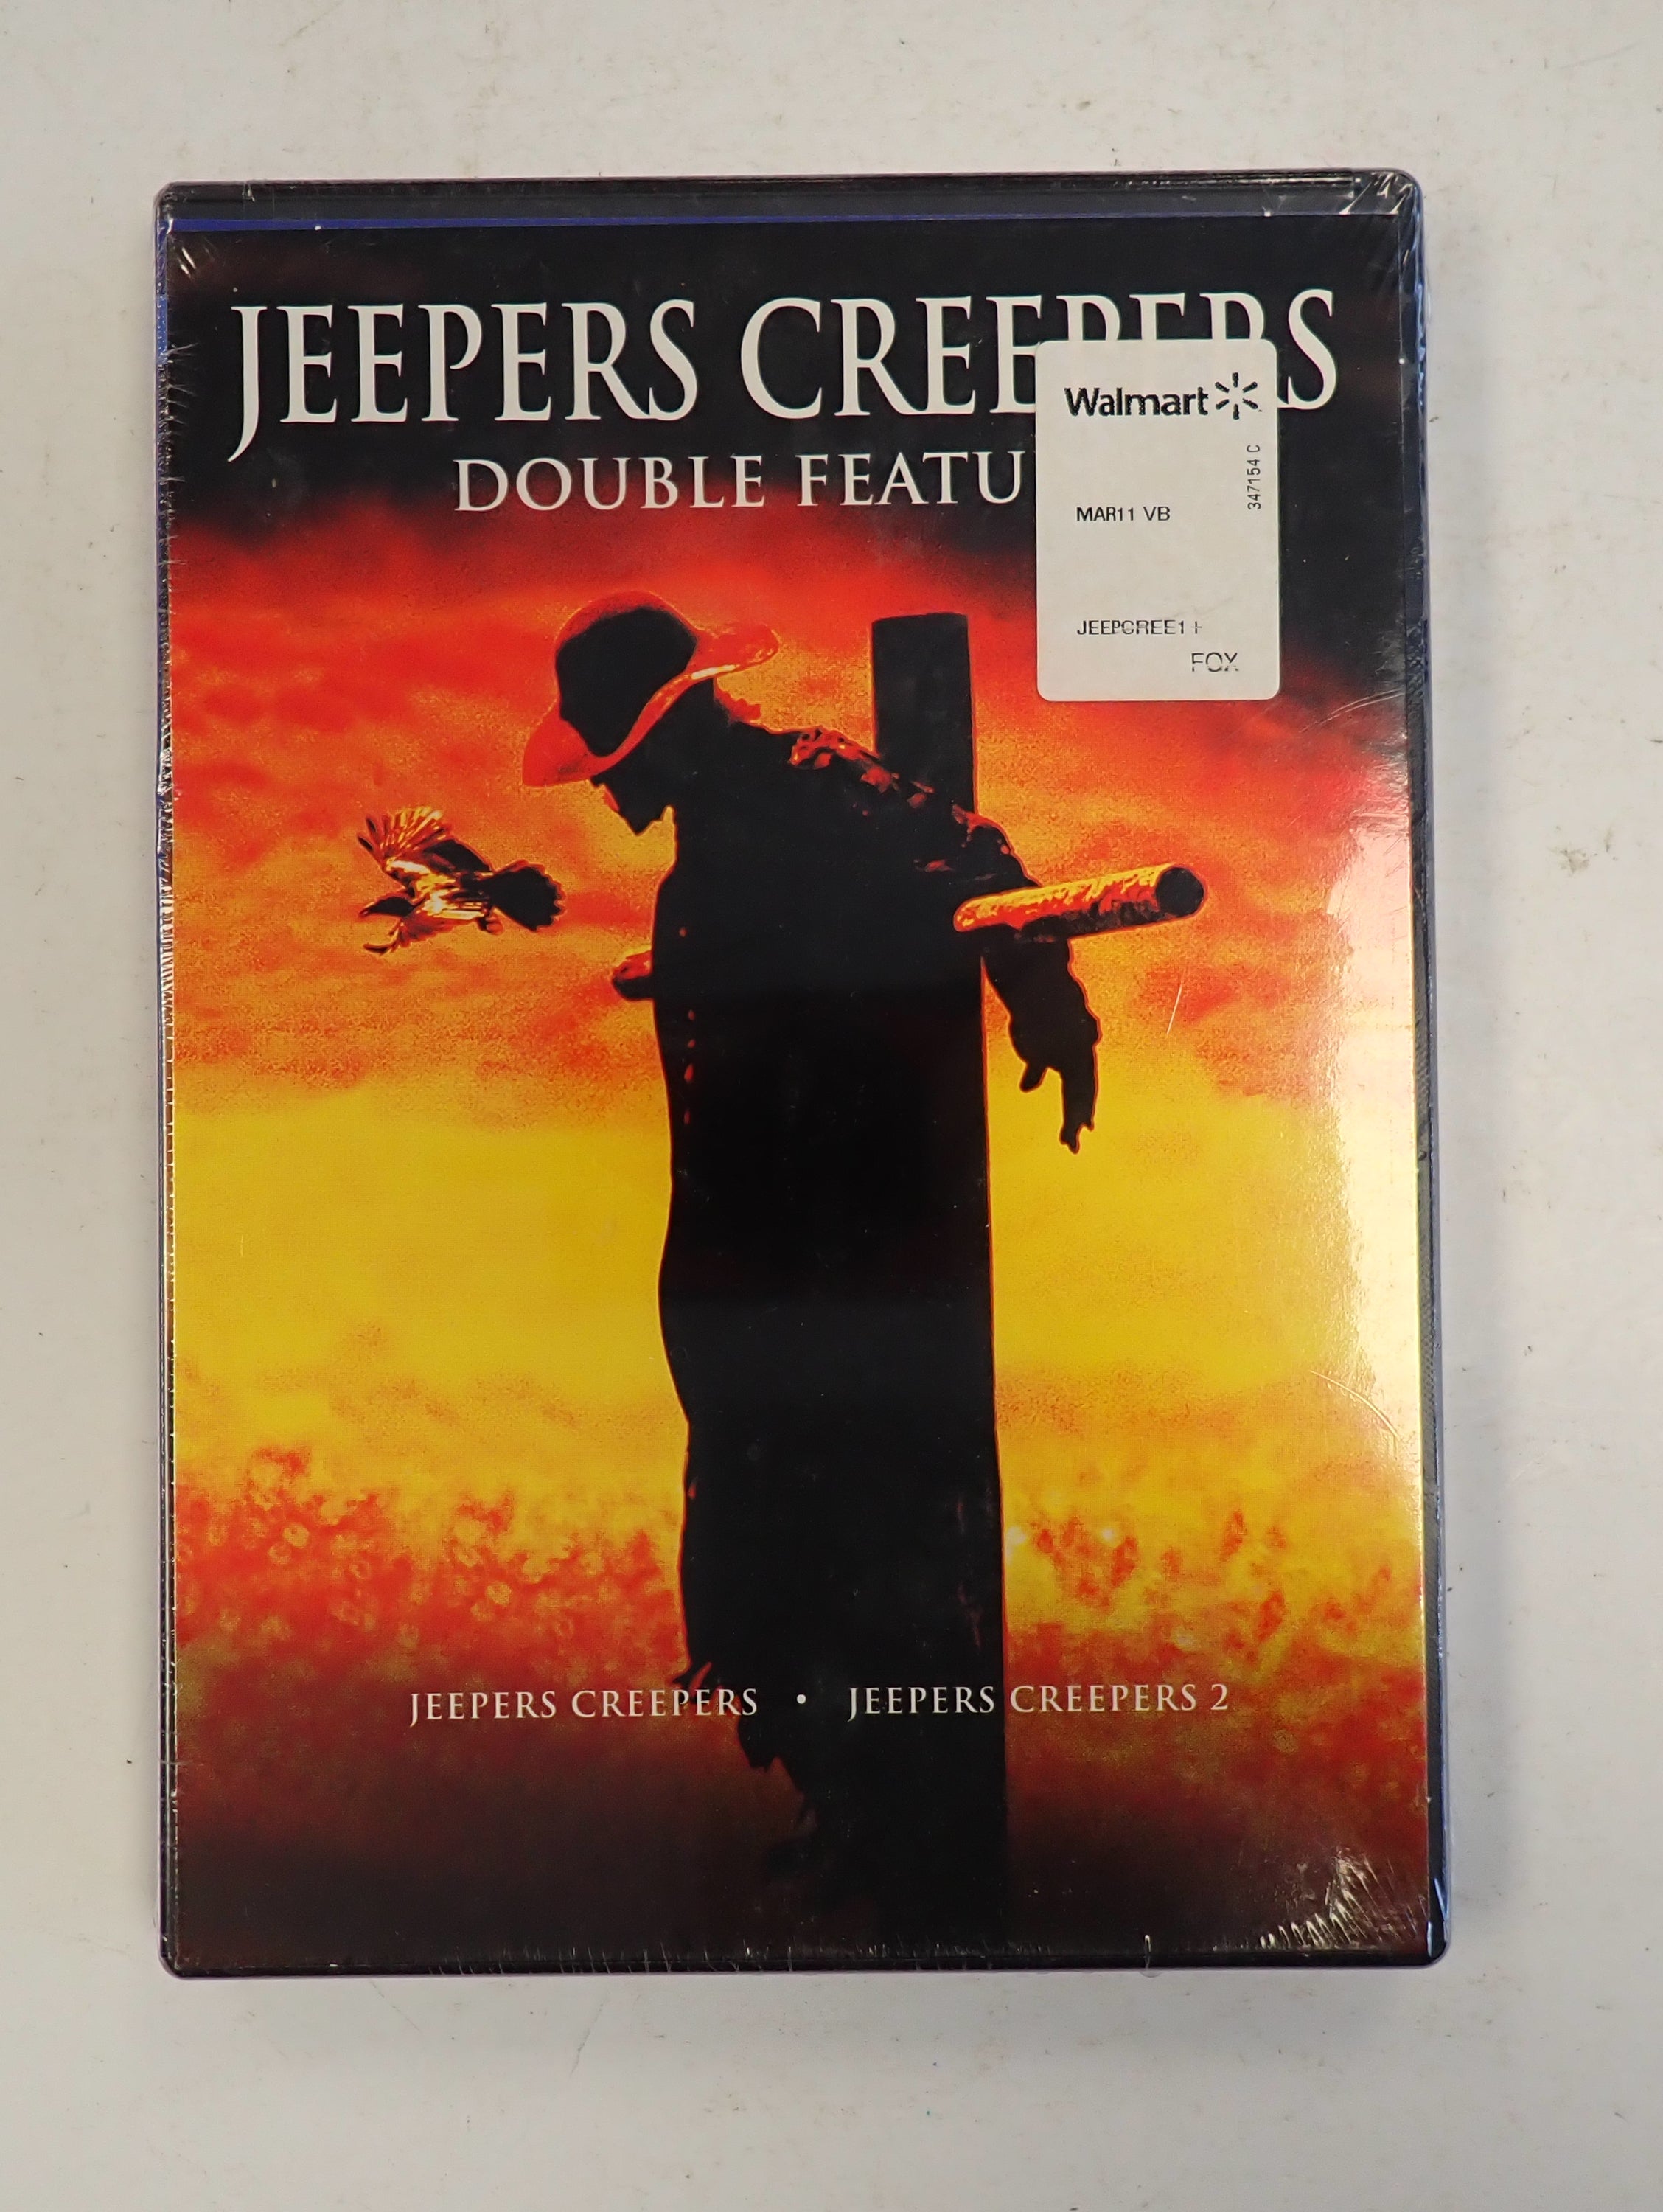 JEEPERS CREEPERS
DOUBLE FEATU
Walmart
347154 C
MAR11 VB
JEEPCREE1+
FOX
JEEPERS CREEPERS • JEEPERS CREEPERS 2